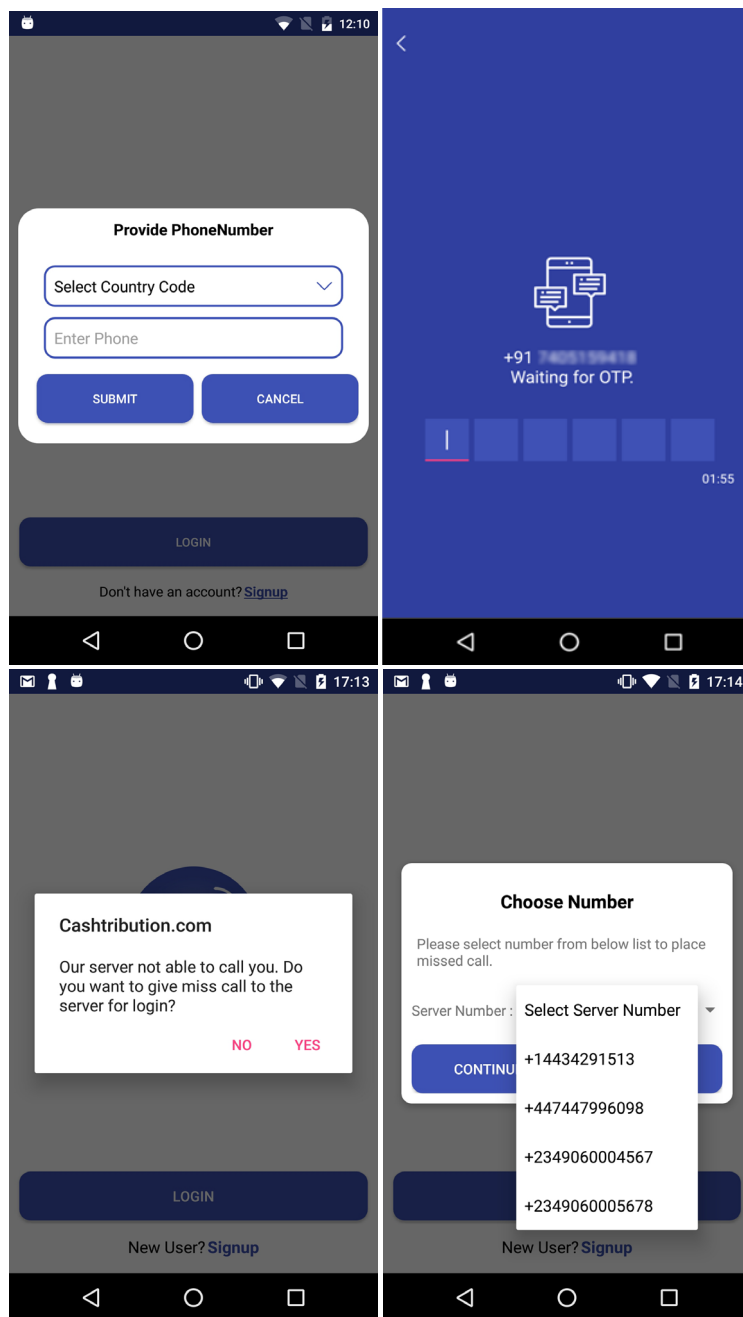 12:10
Provide PhoneNumber
Select Country Code
Enter Phone
SUBMIT
CANCEL
LOGIN
Don't have an account? Signup
+91
Waiting for OTP.
01:55
17:13
Cashtribution.com
Our server not able to call you. Do
you want to give miss call to the
server for login?
NO
YES
LOGIN
New User? Signup
17:14
Choose Number
Please select number from below list to place
missed call.
Server Number :
Select Server Number
CONTINU
+14434291513
+447447996098
+2349060004567
+2349060005678
New User? Signup